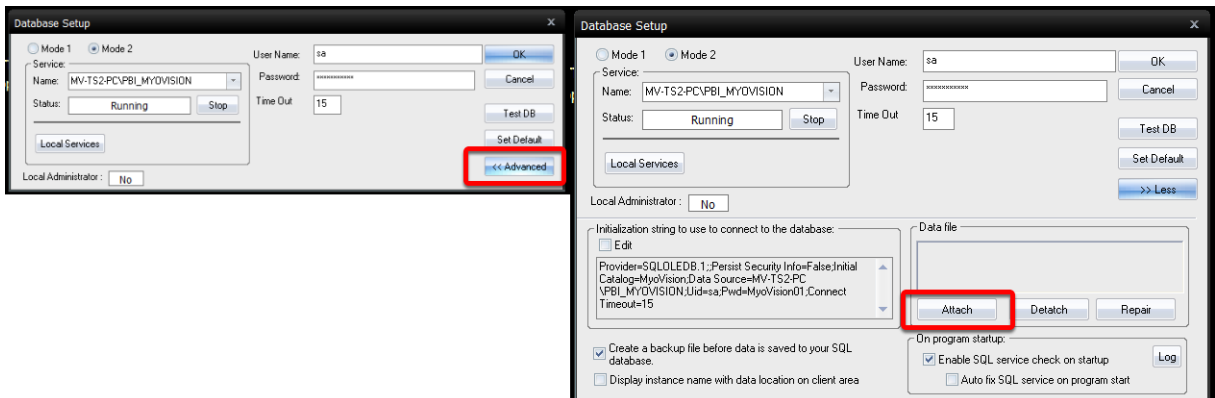 Database Setup
x
Mode 1
Mode 2
Service:
Name:
MV-TS2-PC\PBI_MYOVISION
Status:
Running
Stop
Local Services
Local Administrator :
No
User Name:
sa
Password:
Time Out
15
OK
Cancel
Test DB
Set Default
<< Advanced
Database Setup
x
Mode 1
Mode 2
Service:
Name:
MV-TS2-PC\PBI_MYOVISION
Status:
Running
Stop
Local Services
Local Administrator :
No
User Name:
sa
Password:
Time Out
15
OK
Cancel
Test DB
Set Default
>> Less
Initialization string to use to connect to the database:
Edit
Provider=SQLOLEDB.1;;Persist Security Info=False;Initial
Catalog=MyoVision;Data Source=MV-TS2-PC
\PBI_MYOVISION;Uid=sa;Pwd=MyoVision01;Connect
Timeout=15
Data file
Attach
Detatch
Repair
Create a backup file before data is saved to your SQL
database.
Display instance name with data location on client area
On program startup:
Enable SQL service check on startup
Log
Auto fix SQL service on program start